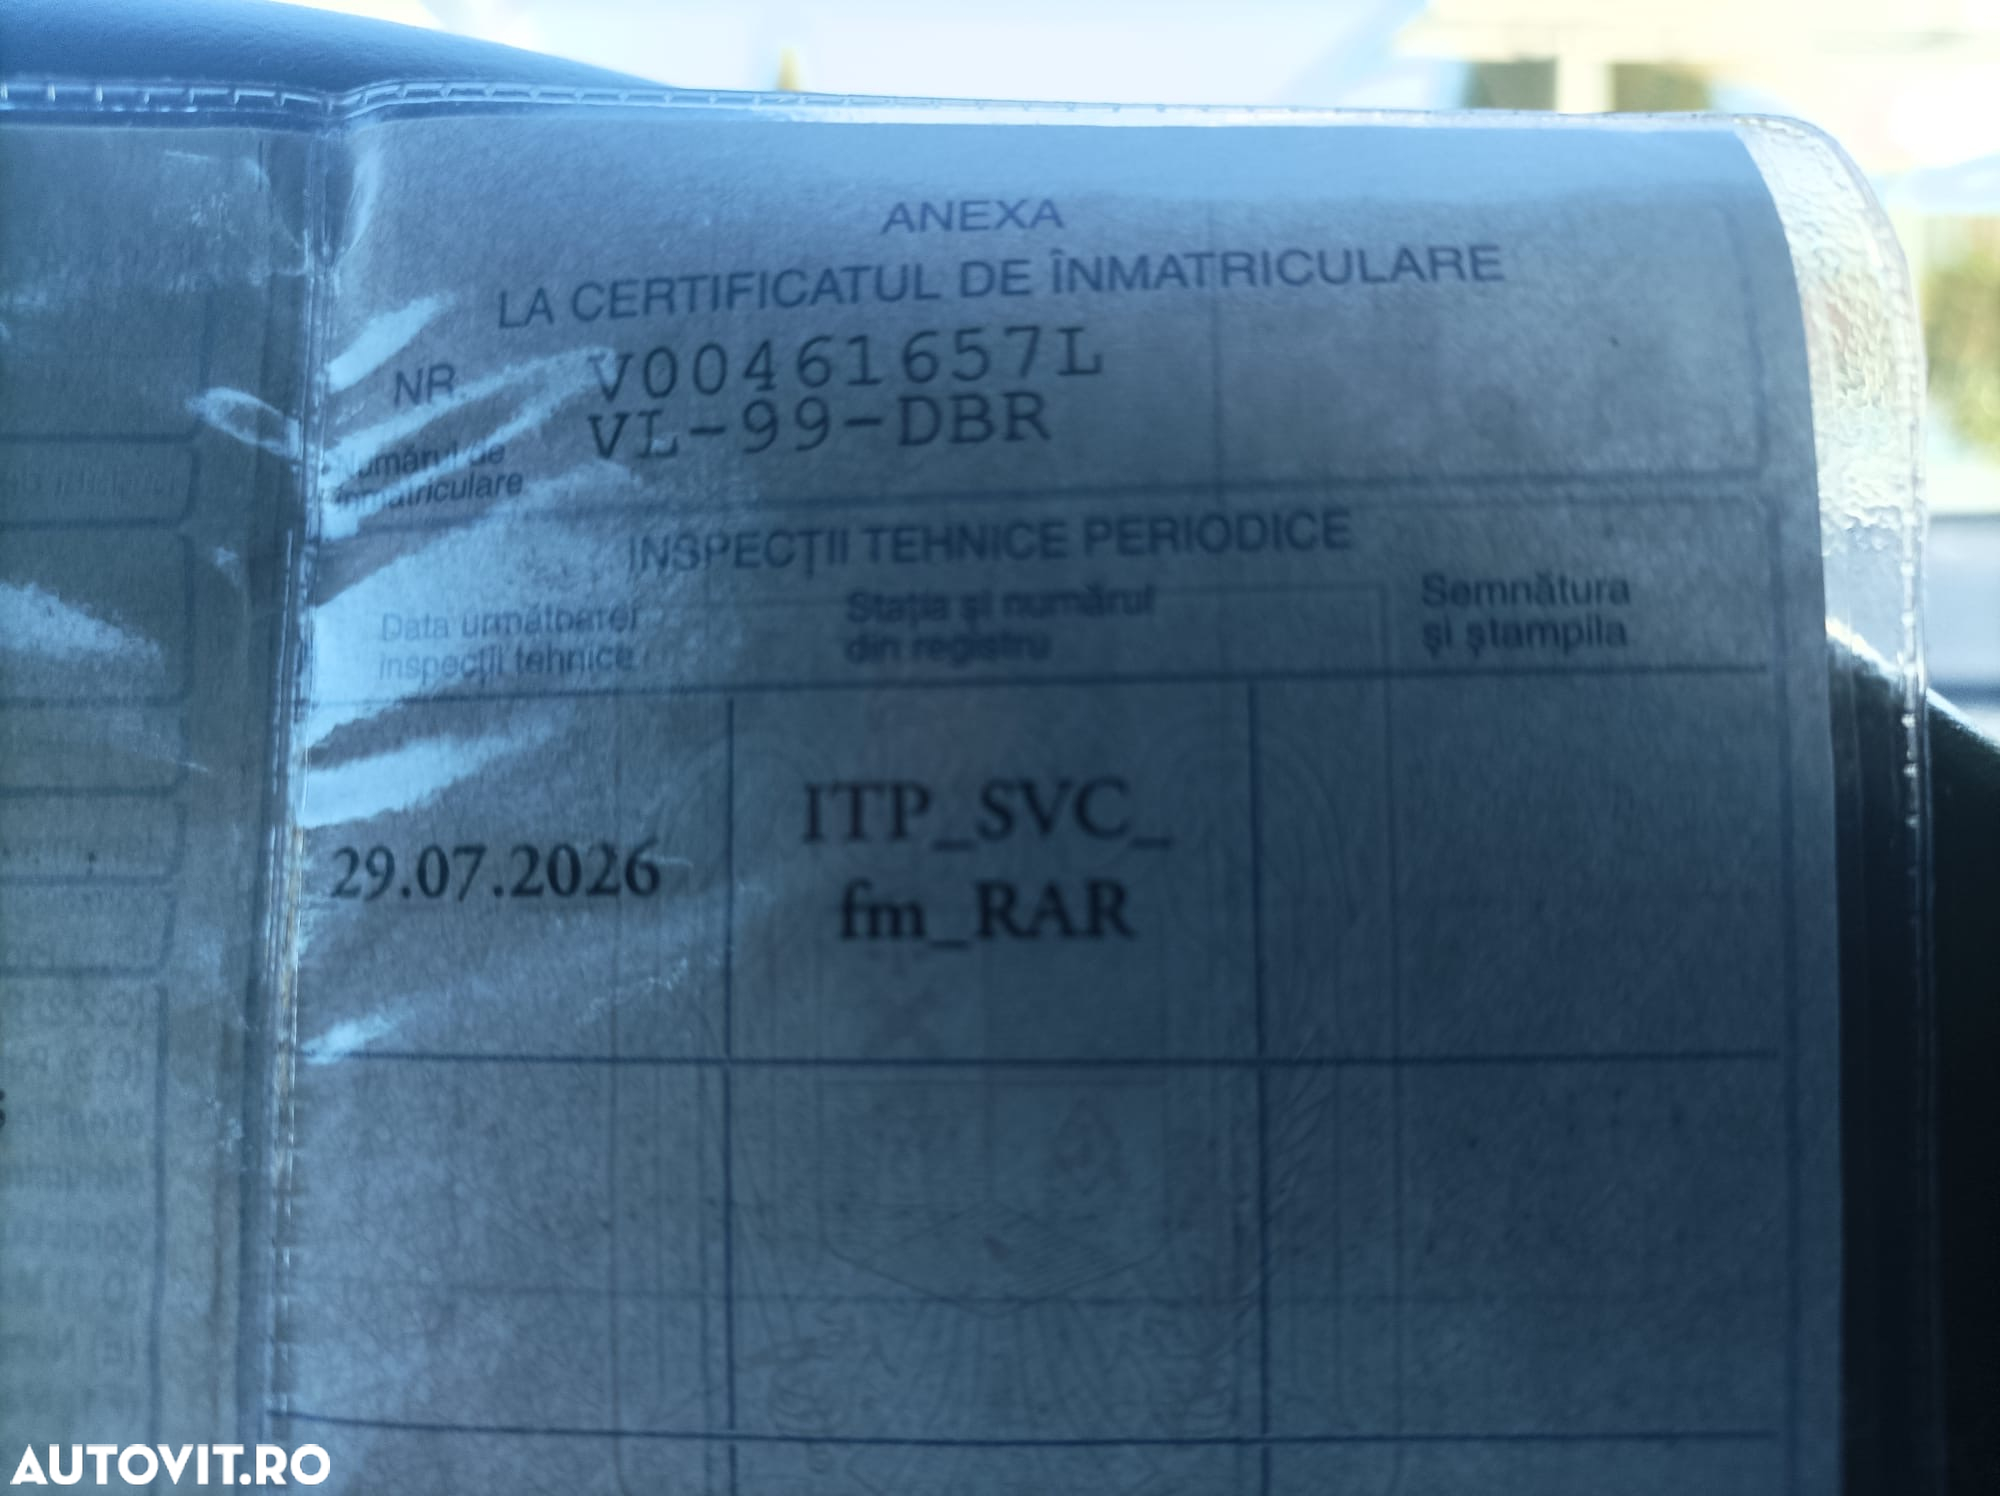 ANEXA
LA CERTIFICATUL DE ÎNMATRICULARE
NR. V00461657L
VL-99-DBR
Numărul de
înmatriculare
INSPECȚII TEHNICE PERIODICE
Data următoarei
inspecții tehnice
Stația și numărul
din registru
Semnătura
și ștampila
29.07.2026
ITP_SVC_
fm_RAR
AUTOVIT.RO